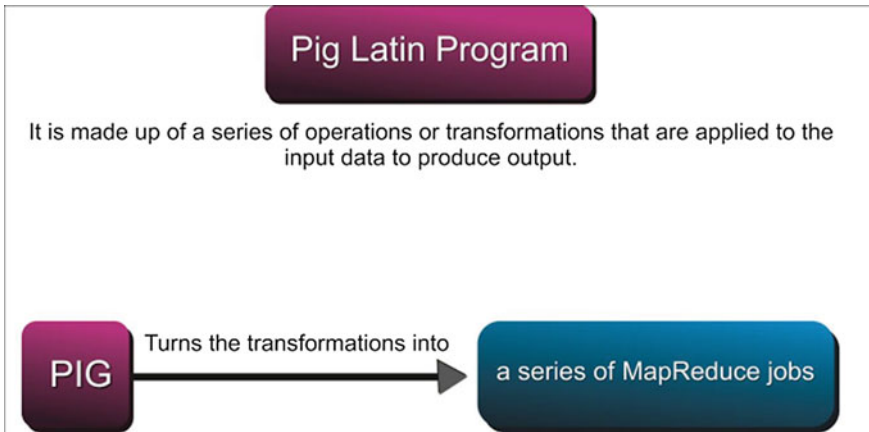 Pig Latin Program
It is made up of a series of operations or transformations that are applied to the
input data to produce output.
Turns the transformations into
PIG
a series of MapReduce jobs